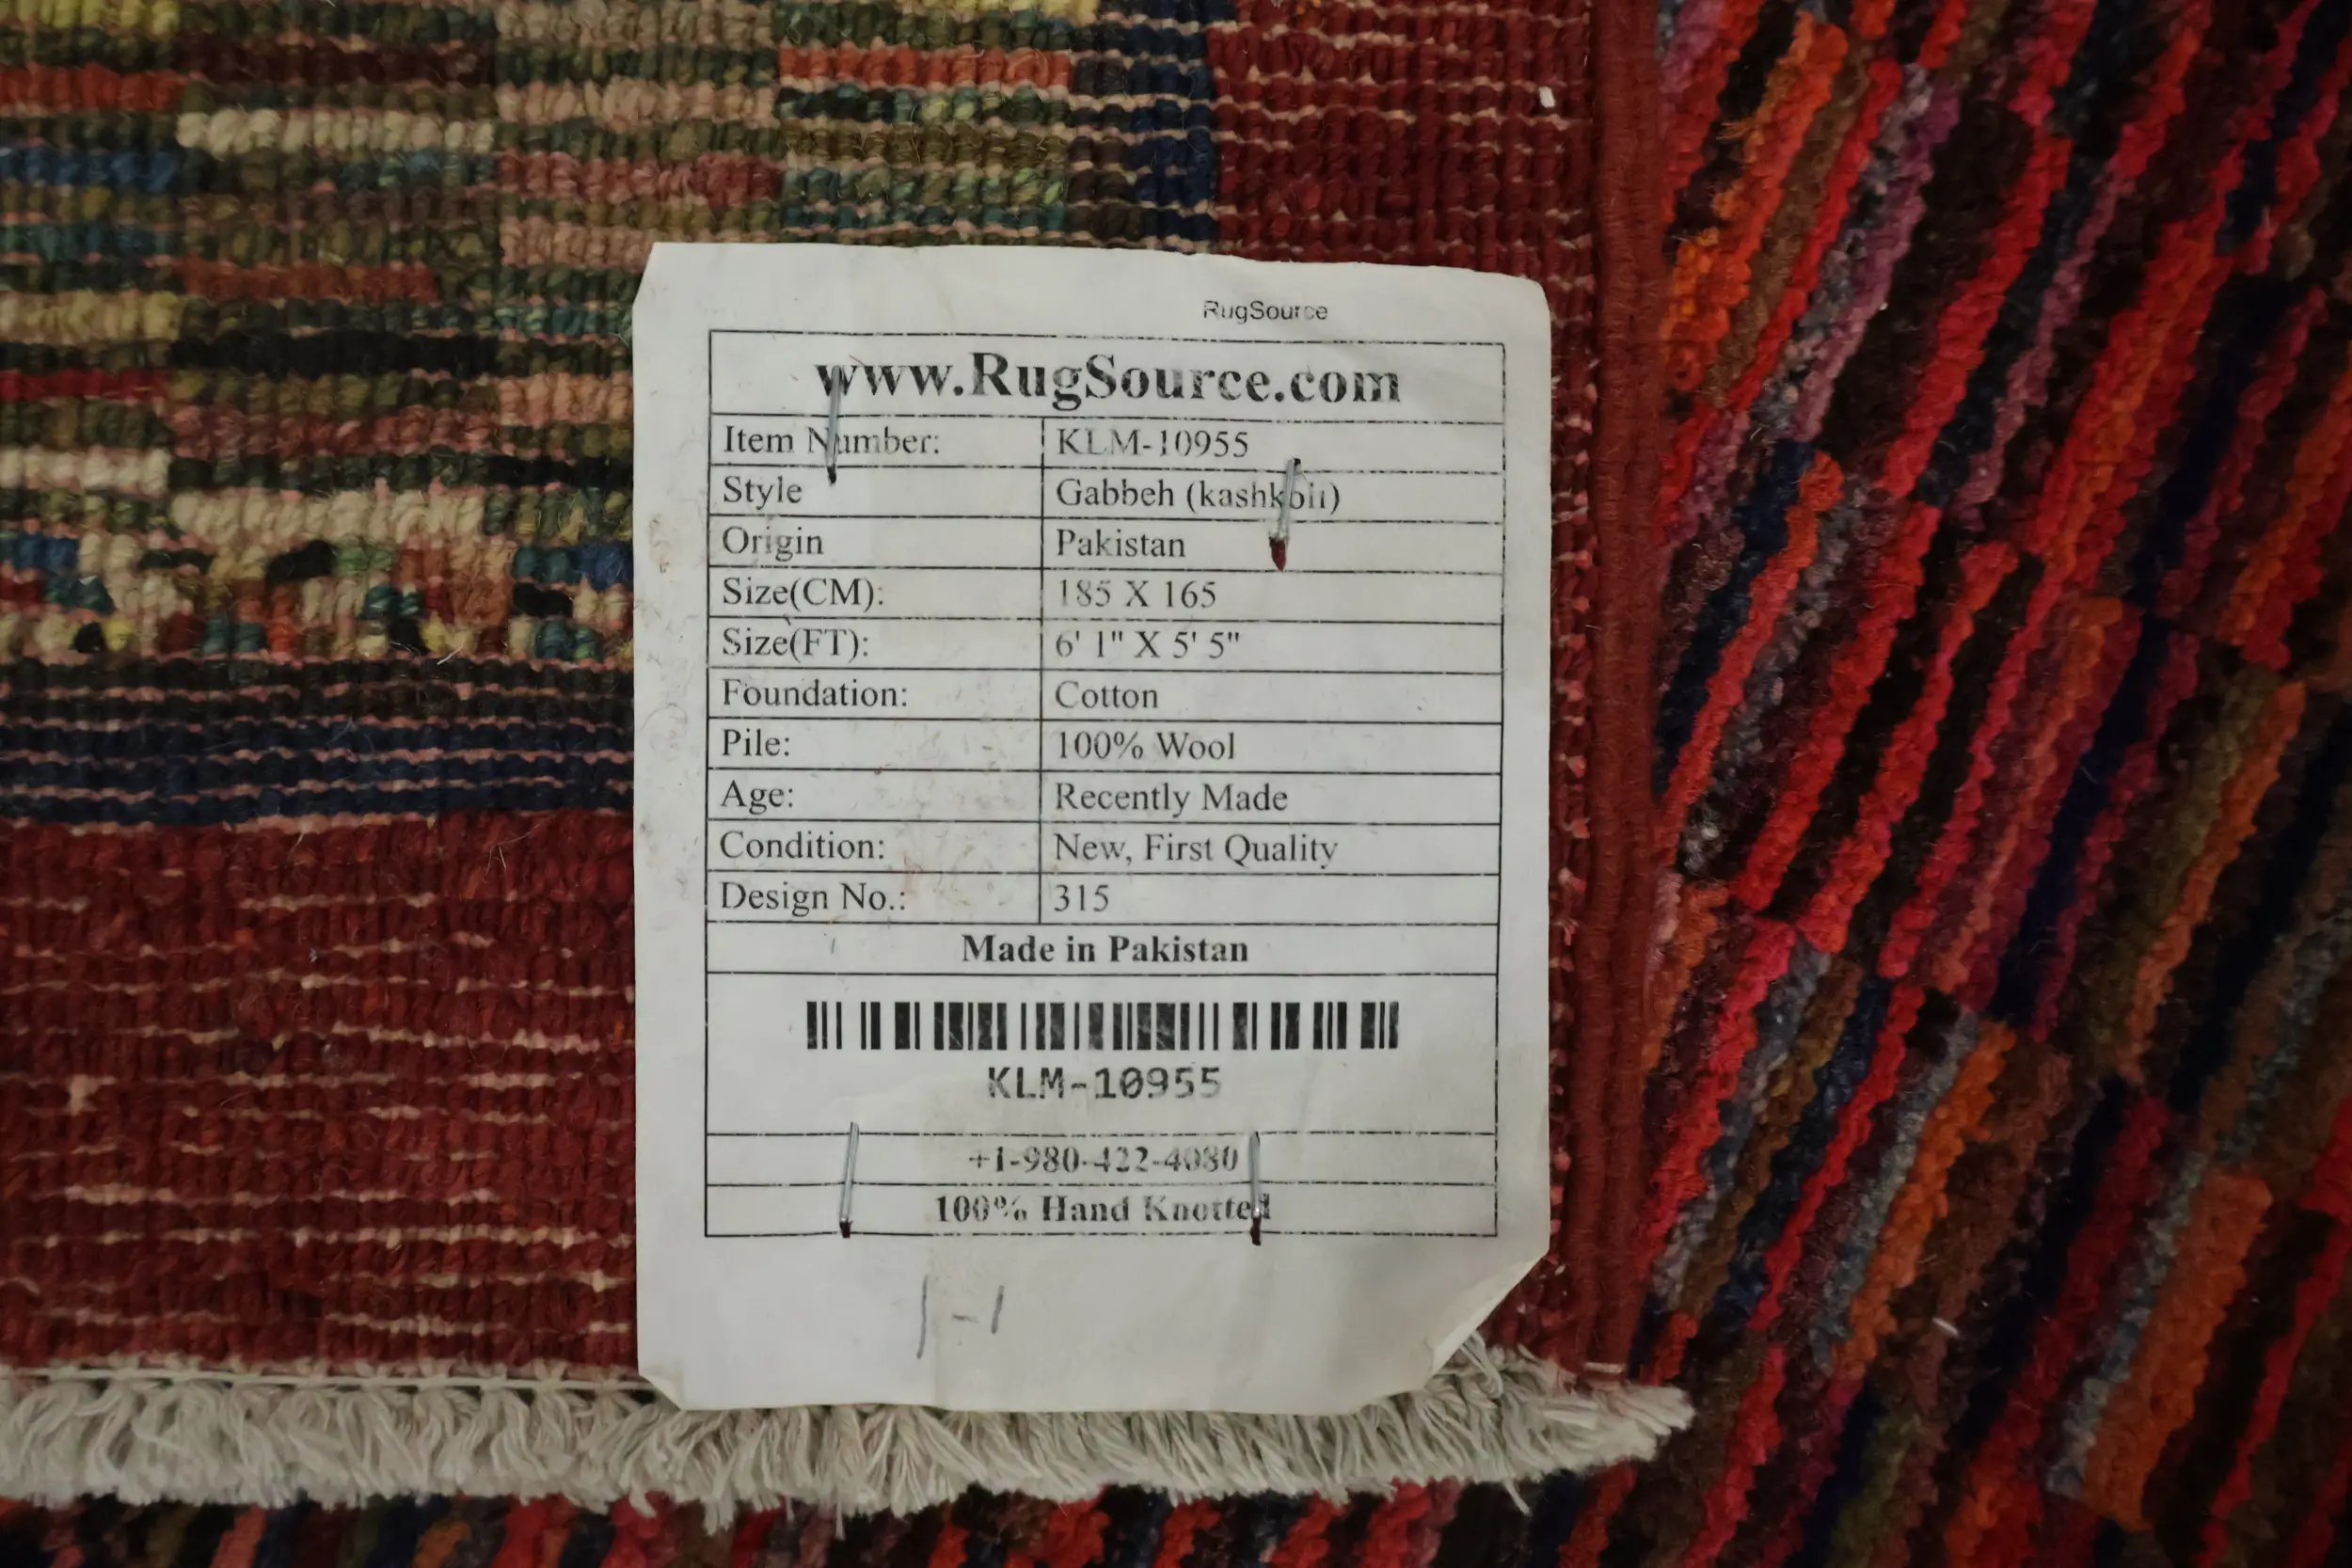 RugSource
www.RugSource.com
Item Number: KLM-10955
Style Gabbeh (kashkoli)
Origin Pakistan
Size(CM): 185 X 165
Size(FT): 6' 1" X 5' 5"
Foundation: Cotton
Pile: 100% Wool
Age: Recently Made
Condition: New, First Quality
Design No.: 315
Made in Pakistan
KLM-10955
+1-980-422-4080
100% Hand Knotted
1-1